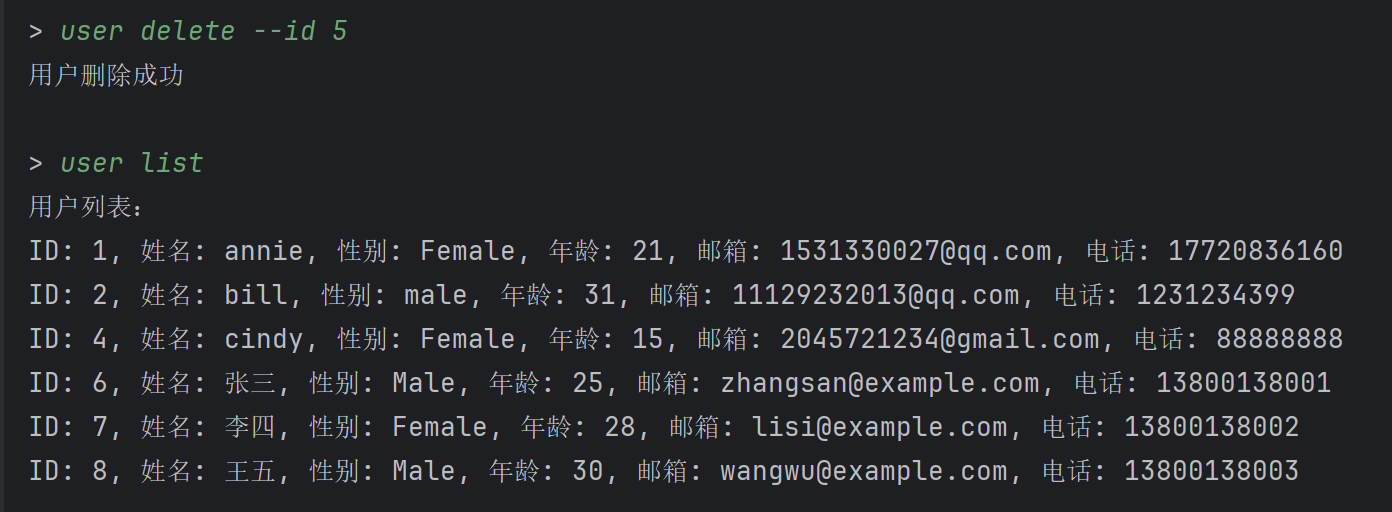 > user delete --id 5
用户删除成功
> user list
用户列表：
ID: 1, 姓名: annie, 性别: Female, 年龄: 21, 邮箱: 1531330027@qq.com, 电话: 17720836160
ID: 2, 姓名: bill, 性别: male, 年龄: 31, 邮箱: 11129232013@qq.com, 电话: 1231234399
ID: 4, 姓名: cindy, 性别: Female, 年龄: 15, 邮箱: 2045721234@gmail.com, 电话: 88888888
ID: 6, 姓名: 张三, 性别: Male, 年龄: 25, 邮箱: zhangsan@example.com, 电话: 13800138001
ID: 7, 姓名: 李四, 性别: Female, 年龄: 28, 邮箱: lisi@example.com, 电话: 13800138002
ID: 8, 姓名: 王五, 性别: Male, 年龄: 30, 邮箱: wangwu@example.com, 电话: 13800138003